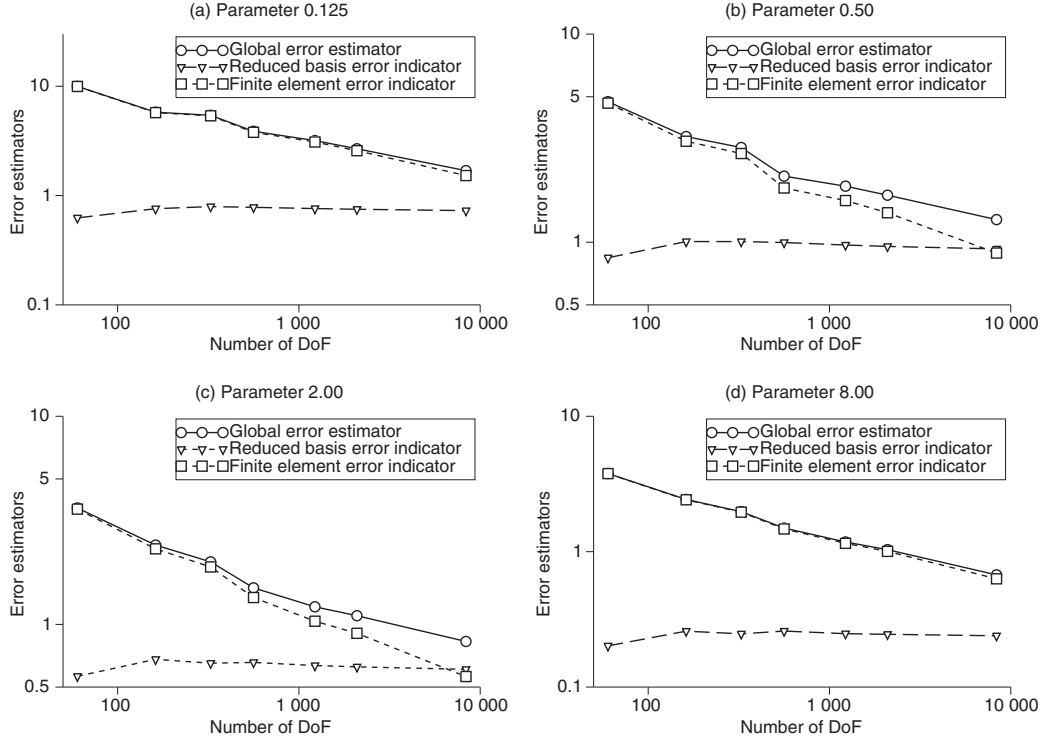 (a) Parameter 0.125
Global error estimator
Reduced basis error indicator
Finite element error indicator
10
1
0.1
Error estimators
100
1 000
10 000
Number of DoF
(b) Parameter 0.50
Global error estimator
Reduced basis error indicator
Finite element error indicator
10
5
1
0.5
Error estimators
100
1 000
10 000
Number of DoF
(c) Parameter 2.00
Global error estimator
Reduced basis error indicator
Finite element error indicator
10
5
1
0.5
Error estimators
100
1 000
10 000
Number of DoF
(d) Parameter 8.00
Global error estimator
Reduced basis error indicator
Finite element error indicator
10
1
0.1
Error estimators
100
1 000
10 000
Number of DoF